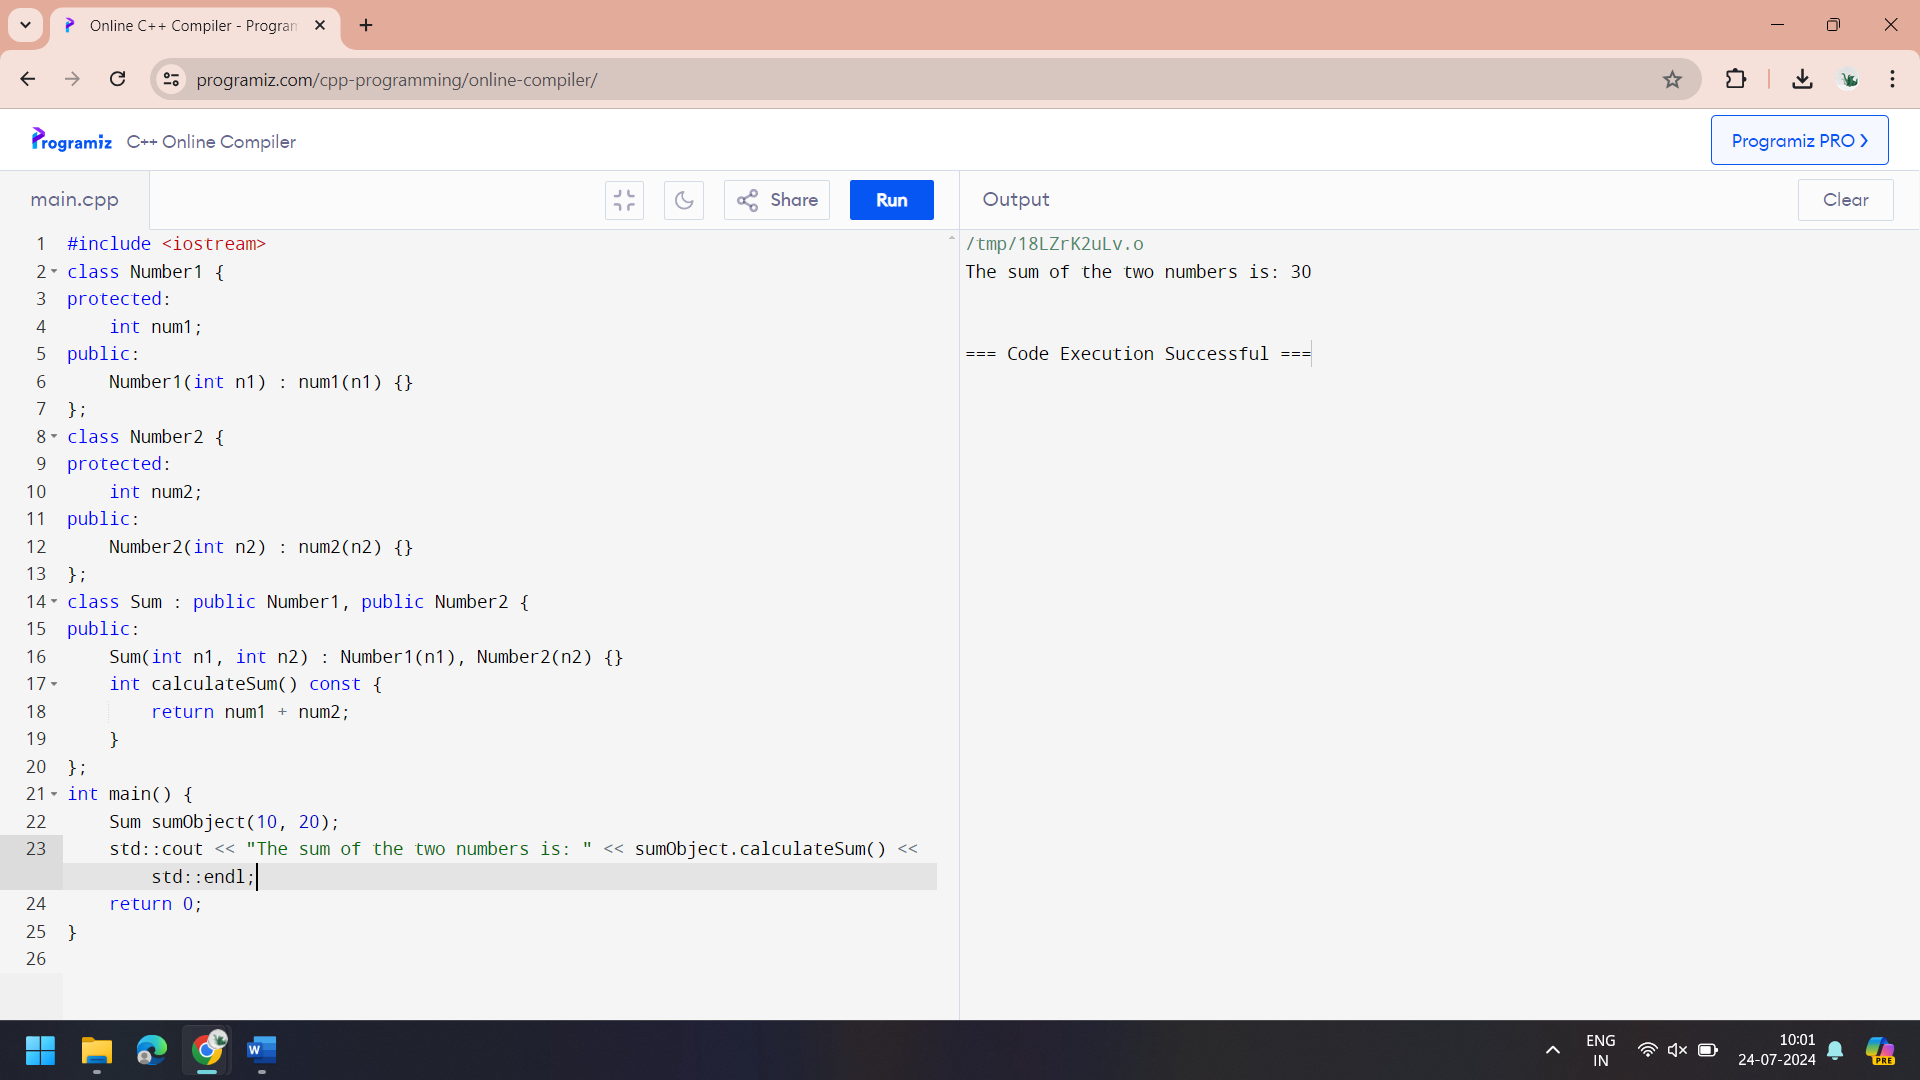 Online C++ Compiler - Program
programiz.com/cpp-programming/online-compiler/
Programiz C++ Online Compiler
Programiz PRO
main.cpp
Share
Run
Output
Clear
1 #include <iostream>
2 class Number1 {
3 protected:
4     int num1;
5 public:
6     Number1(int n1) : num1(n1) {}
7 };
8 class Number2 {
9 protected:
10     int num2;
11 public:
12     Number2(int n2) : num2(n2) {}
13 };
14 class Sum : public Number1, public Number2 {
15 public:
16     Sum(int n1, int n2) : Number1(n1), Number2(n2) {}
17     int calculateSum() const {
18         return num1 + num2;
19     }
20 };
21 int main() {
22     Sum sumObject(10, 20);
23     std::cout << "The sum of the two numbers is: " << sumObject.calculateSum() <<
        std::endl;
24     return 0;
25 }
26
/tmp/18LZrK2uLv.o
The sum of the two numbers is: 30
=== Code Execution Successful ===
ENG
IN
10:01
24-07-2024
PRE